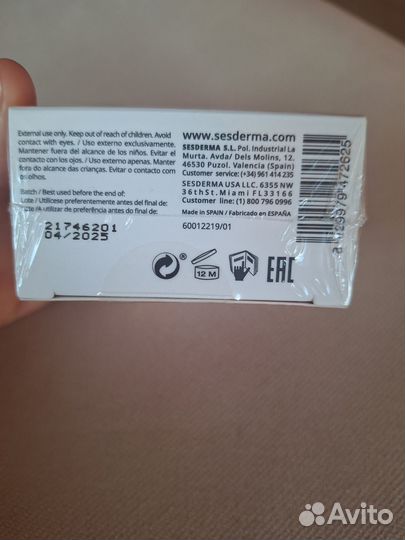 External use only. Keep out of reach of children. Avoid
contact with eyes. / Uso externo exclusivamente.
Mantener fuera del alcance de los niños. Evitar el
contacto con los ojos. / Uso externo apenas. Manter
fora do alcance das crianças. Evitar o contacto com
os olhos.
Batch / Best used before the end of:
Lote / Utilícese preferentemente antes del final de:
Lote/A utilizar de preferência antes do final de:
21746201
04/2025
www.sesderma.com
SESDERMA S.L. Pol. Industrial La
Murta. Avda/ Dels Molins, 12.
46530 Puzol. Valencia (Spain)
Customer service: (+34) 961 414 235
SESDERMA USA LLC. 6355 NW
36thSt. Miami FL33166
Customer line: (1) 800 796 0996
Made in SPAIN / Fabricado en ESPAÑA
60012219/01
12 M
EAC
Avito